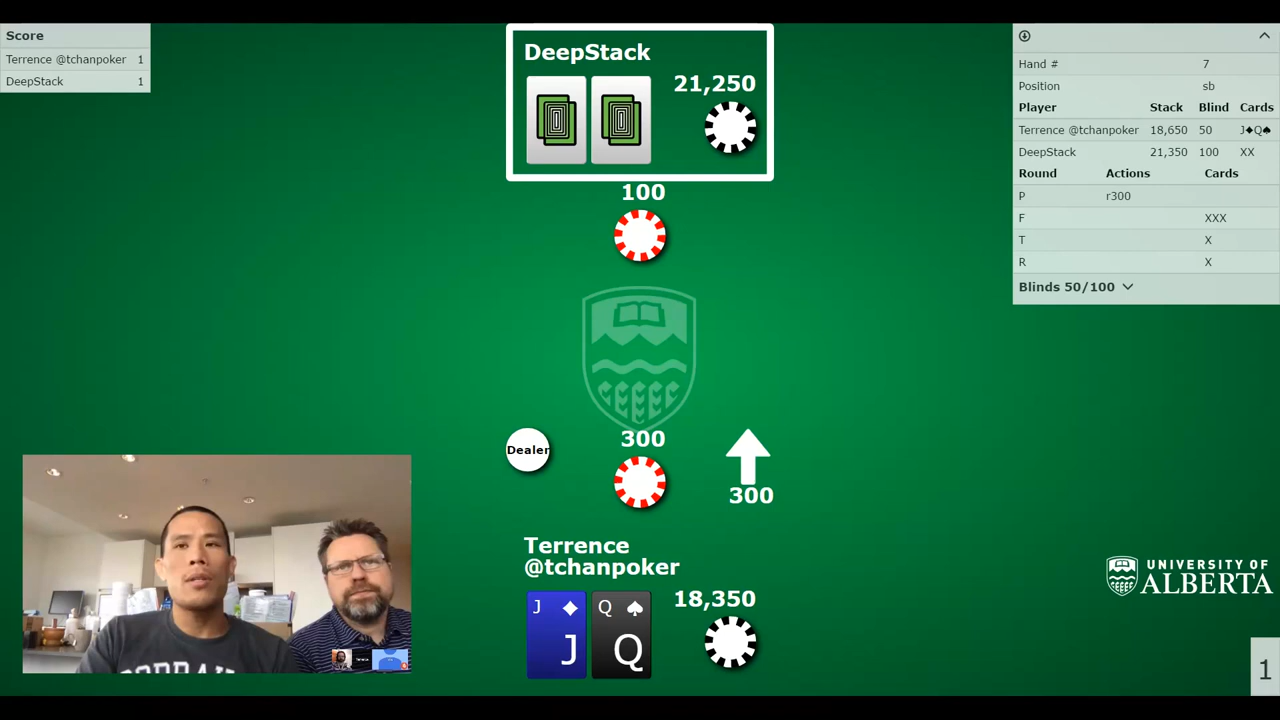 Score
Terrence @tchanpoker 1
DeepStack 1
DeepStack
21,250
100
Hand # 7
Position sb
Player Stack Blind Cards
Terrence @tchanpoker 18,650 50 J♦Q♠
DeepStack 21,350 100 XX
Round Actions Cards
P r300
F XXX
T X
R X
Blinds 50/100
Dealer
300
300
Terrence
@tchanpoker
18,350
J♦
J
Q♠
Q
UNIVERSITY OF
ALBERTA
1